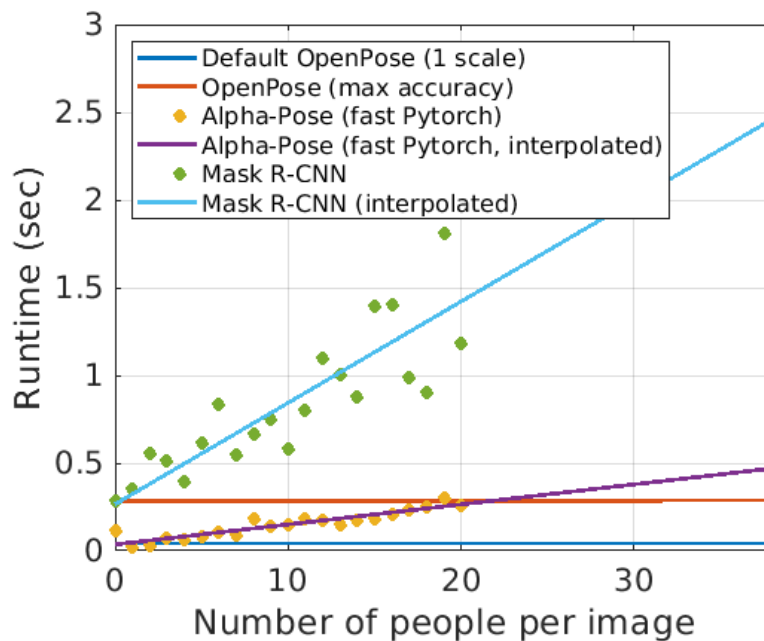 3
2.5
2
1.5
1
0.5
0
Runtime (sec)
Default OpenPose (1 scale)
OpenPose (max accuracy)
Alpha-Pose (fast Pytorch)
Alpha-Pose (fast Pytorch, interpolated)
Mask R-CNN
Mask R-CNN (interpolated)
0 10 20 30
Number of people per image